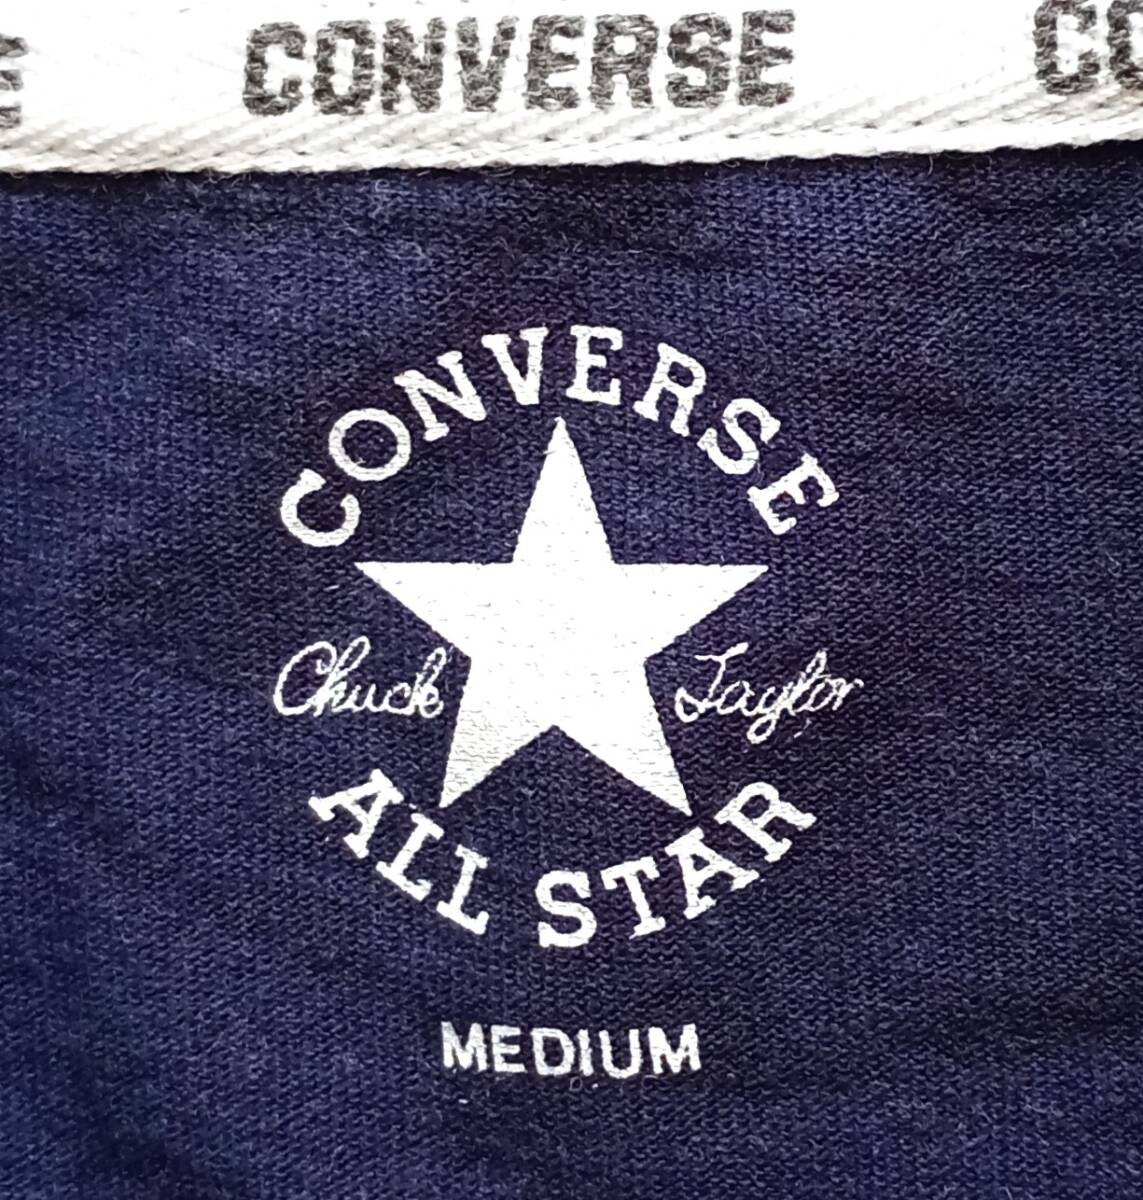 CONVERSE
CONVERSE
Chuck Taylor
ALL STAR
MEDIUM